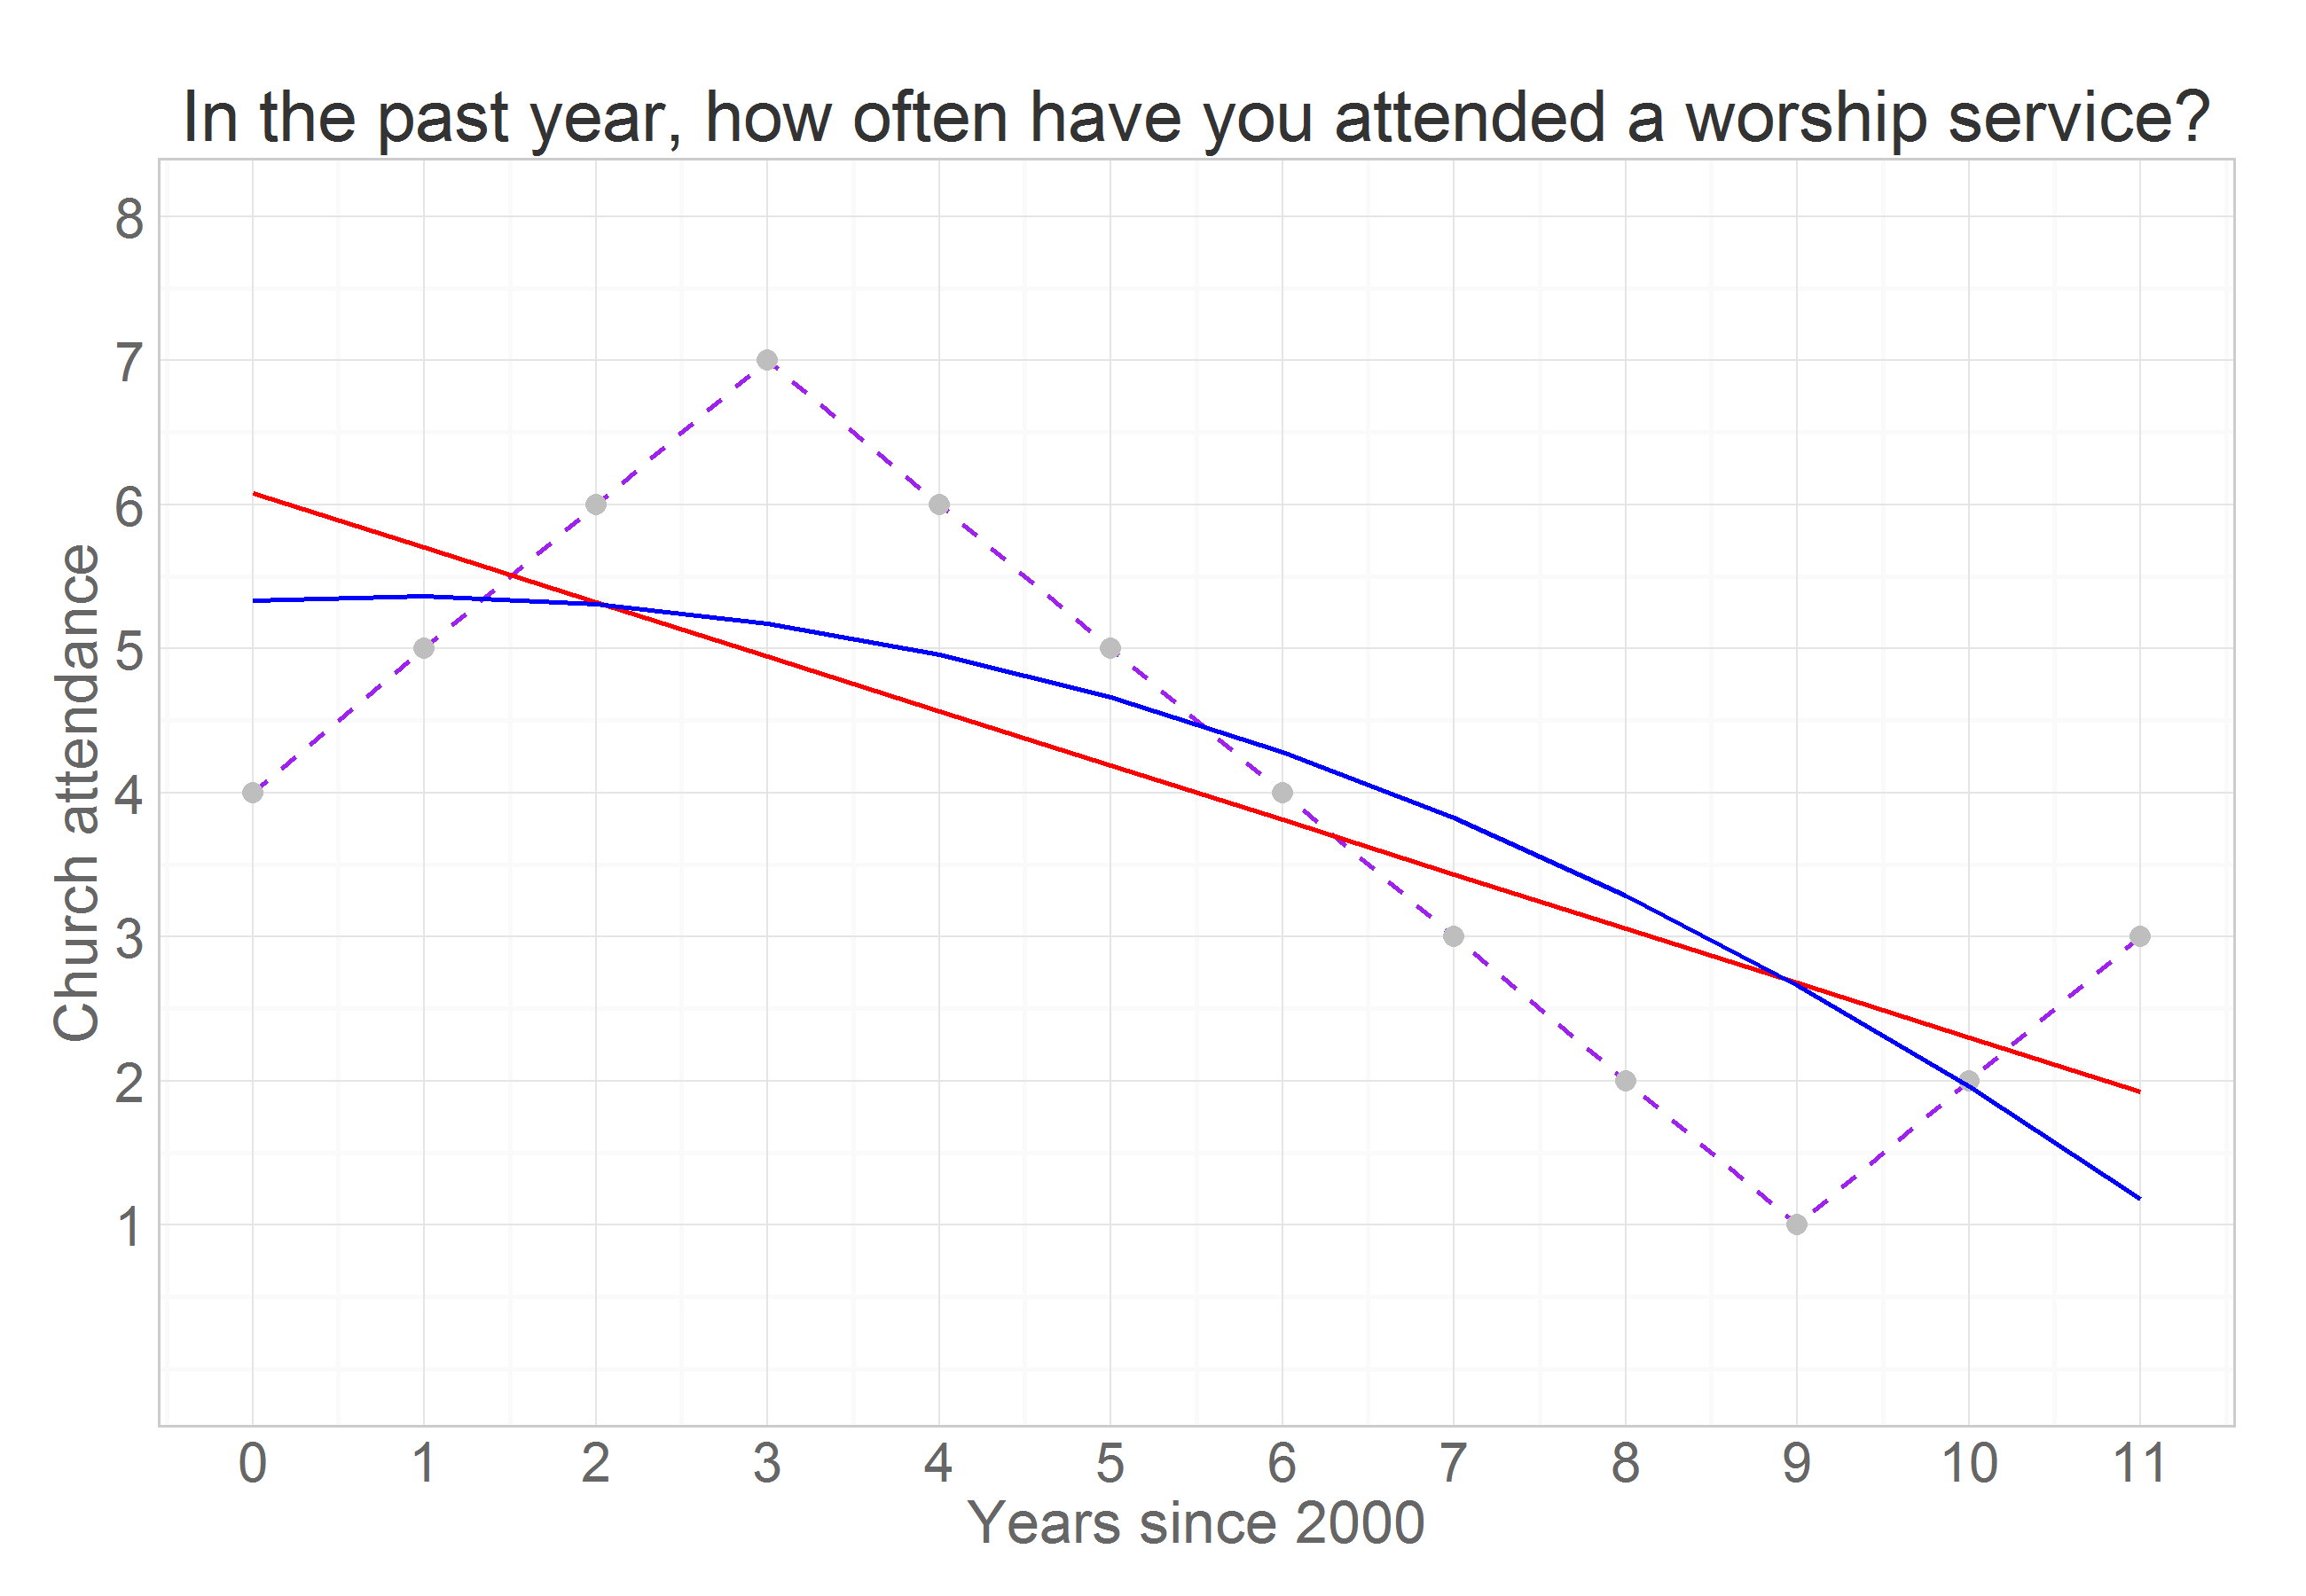 In the past year, how often have you attended a worship service?
8
7
6
5
4
3
2
1
Church attendance
0 1 2 3 4 5 6 7 8 9 10 11
Years since 2000